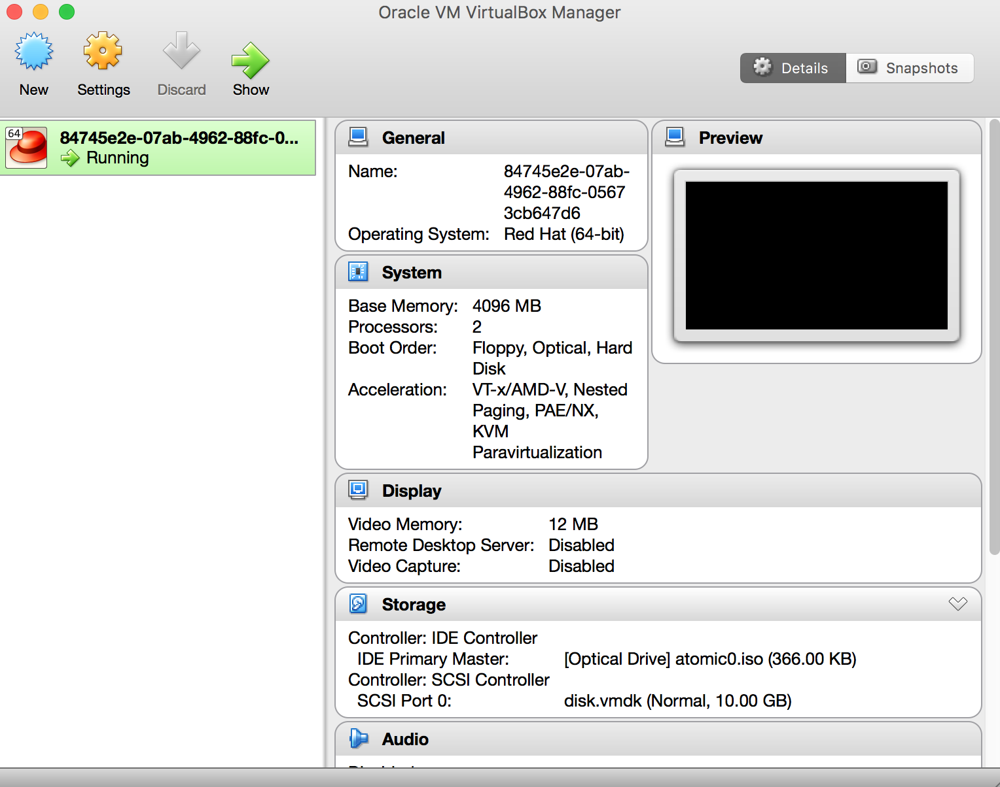 Oracle VM VirtualBox Manager
New
Settings
Discard
Show
Details
Snapshots
64
84745e2e-07ab-4962-88fc-0...
Running
General
Name:
84745e2e-07ab-
4962-88fc-0567
3cb647d6
Operating System: Red Hat (64-bit)
Preview
System
Base Memory: 4096 MB
Processors: 2
Boot Order: Floppy, Optical, Hard
Disk
Acceleration: VT-x/AMD-V, Nested
Paging, PAE/NX,
KVM
Paravirtualization
Display
Video Memory: 12 MB
Remote Desktop Server: Disabled
Video Capture: Disabled
Storage
Controller: IDE Controller
IDE Primary Master: [Optical Drive] atomic0.iso (366.00 KB)
Controller: SCSI Controller
SCSI Port 0: disk.vmdk (Normal, 10.00 GB)
Audio